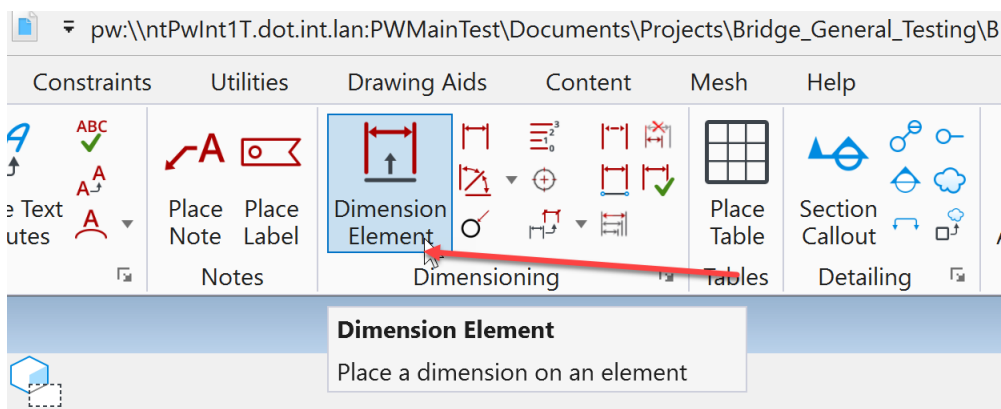 pw:\\ntPwInt1T.dot.int.lan:PWMainTest\Documents\Projects\Bridge_General_Testing\B
Constraints Utilities Drawing Aids Content Mesh Help
ABC
A
A
A
A
e Text
utes
Place
Note
Place
Label
Dimension
Element
Place
Table
Section
Callout
Notes Dimensioning Tables Detailing
Dimension Element
Place a dimension on an element